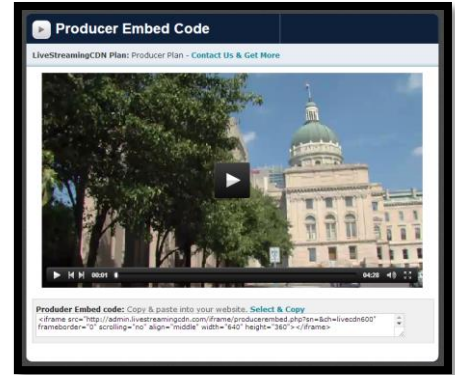 Producer Embed Code
LiveStreamingCDN Plan: Producer Plan - Contact Us & Get More
00:01
04:28
Produder Embed code: Copy & paste into your website. Select & Copy
<iframe src="http://admin.livestreamingcdn.com/iframe/producerembed.php?sn=&ch=livecdn600"
frameborder="0" scrolling="no" align="middle" width="640" height="360"></iframe>